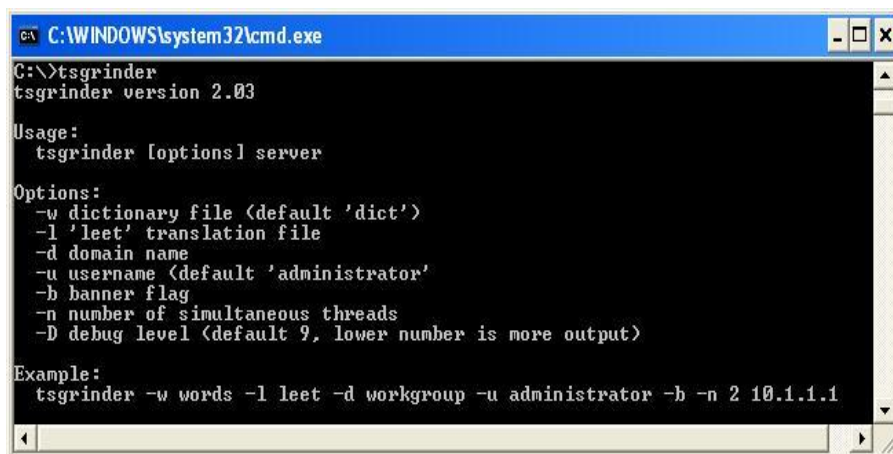 C:\WINDOWS\system32\cmd.exe
C:\>tsgrinder
tsgrinder version 2.03
Usage:
tsgrinder [options] server
Options:
-w dictionary file (default 'dict')
-l 'leet' translation file
-d domain name
-u username (default 'administrator'
-b banner flag
-n number of simultaneous threads
-D debug level (default 9, lower number is more output)
Example:
tsgrinder -w words -l leet -d workgroup -u administrator -b -n 2 10.1.1.1